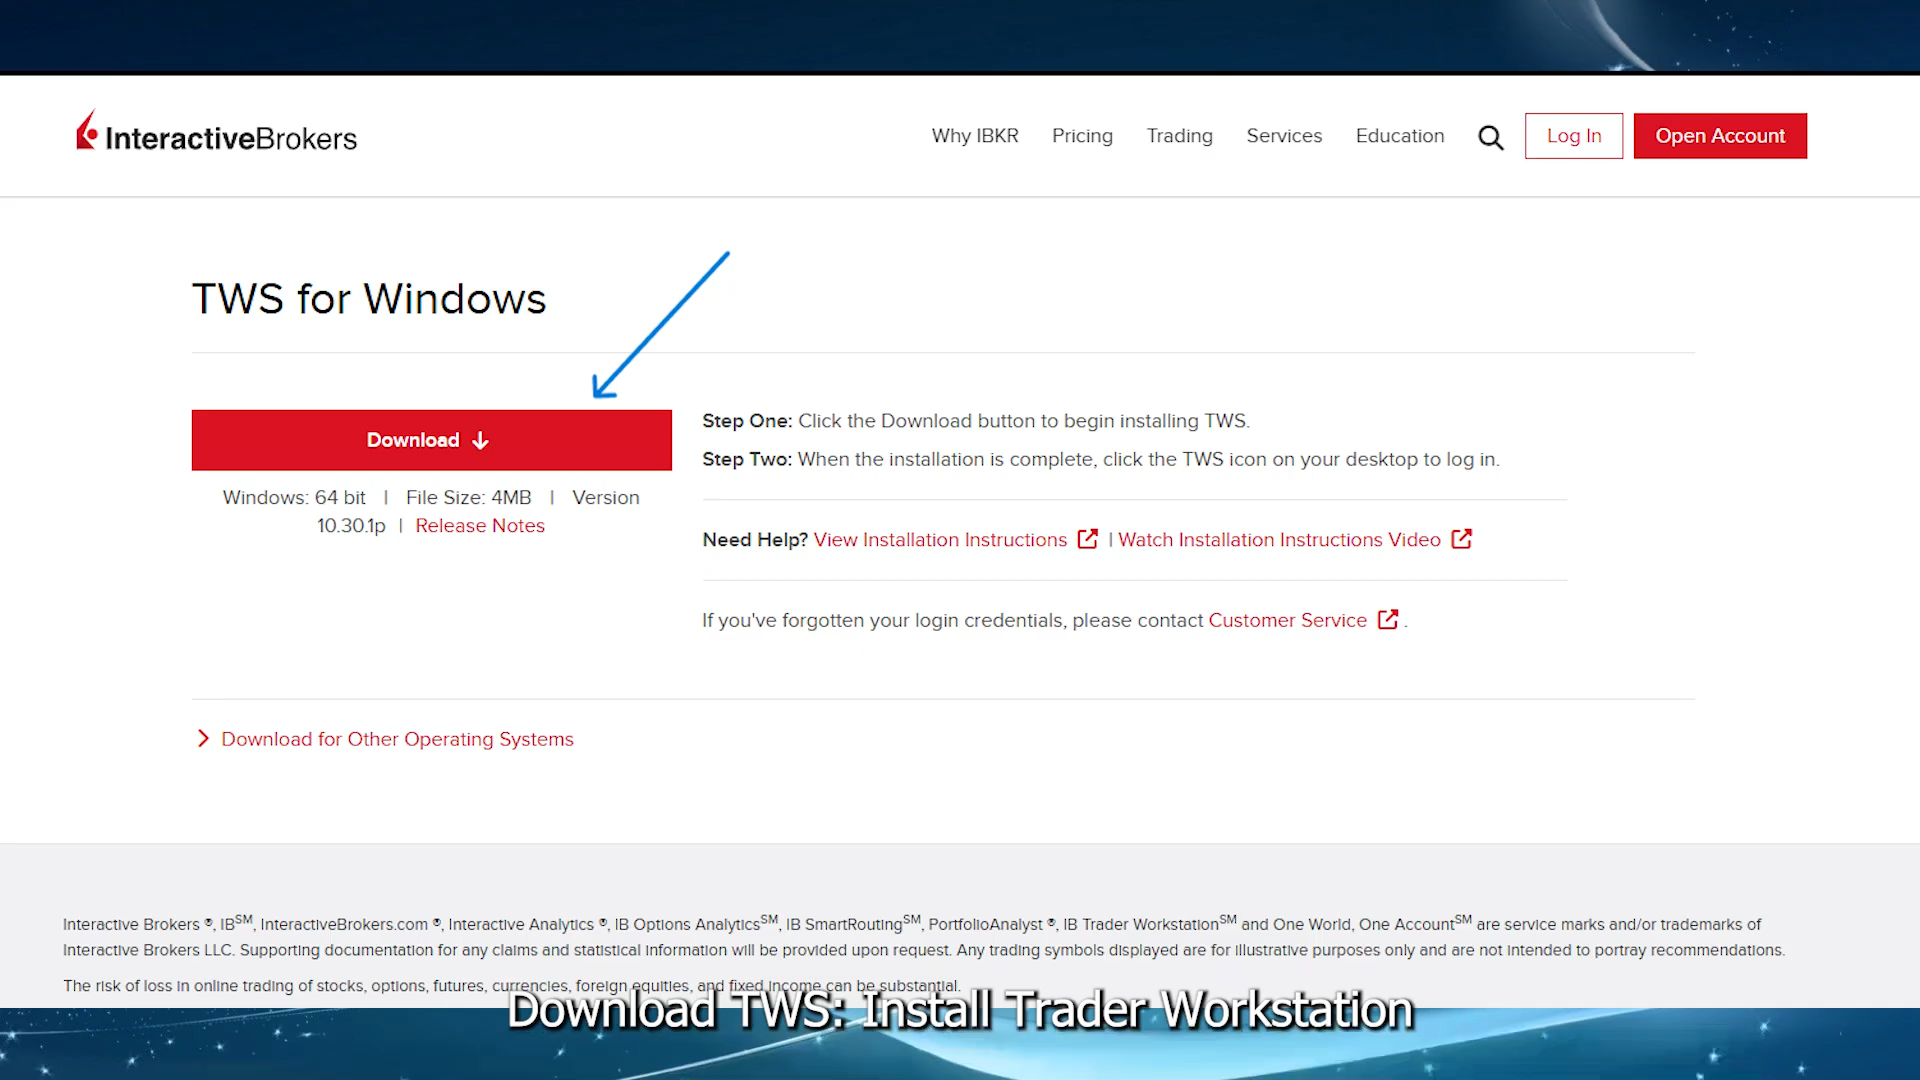 InteractiveBrokers
Why IBKR Pricing Trading Services Education Log In Open Account
TWS for Windows
Download
Windows: 64 bit | File Size: 4MB | Version
10.30.1p | Release Notes
Step One: Click the Download button to begin installing TWS.
Step Two: When the installation is complete, click the TWS icon on your desktop to log in.
Need Help? View Installation Instructions | Watch Installation Instructions Video
If you've forgotten your login credentials, please contact Customer Service .
Download for Other Operating Systems
Interactive Brokers ®, IB℠, InteractiveBrokers.com ®, Interactive Analytics ®, IB Options Analytics℠, IB SmartRouting℠, PortfolioAnalyst ®, IB Trader Workstation℠ and One World, One Account℠ are service marks and/or trademarks of
Interactive Brokers LLC. Supporting documentation for any claims and statistical information will be provided upon request. Any trading symbols displayed are for illustrative purposes only and are not intended to portray recommendations.
The risk of loss in online trading of stocks, options, futures, currencies, foreign equities, and fixed income can be substantial.
Download TWS: Install Trader Workstation